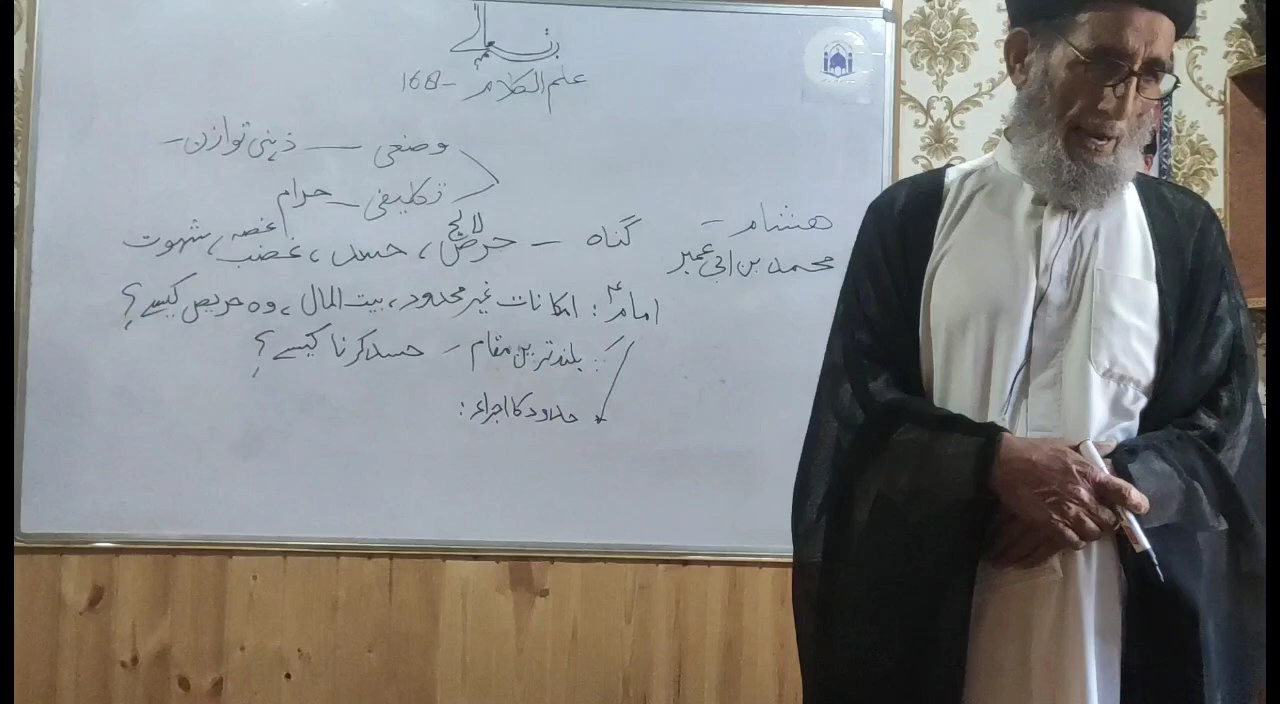 بسمہ تعالیٰ
علم الکلام - 168
وضعی — ذہنی توازن -
تکلیفی - حرام
ھشام -
محمد بن ابی عمیر
گناہ - حرص لالچ، حسد، غضب غصہ، شہوت
امامؑ: امکانات غیر محدود، بیت المال، وہ حریص کیسے؟
: بلند ترین مقام - حسد کرنا کیسے؟
حدود کا اجراء: